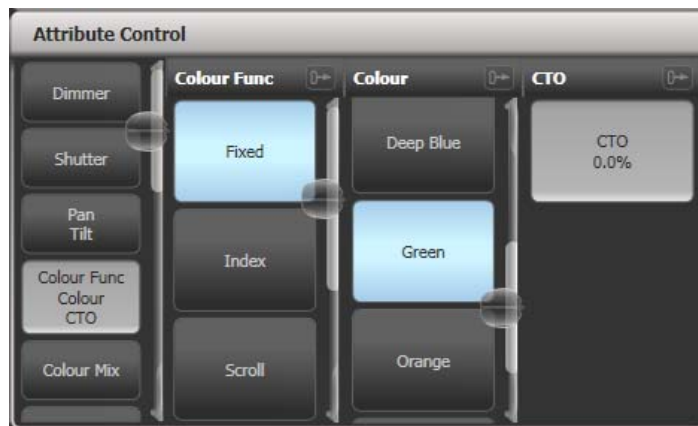 Attribute Control
Dimmer
Shutter
Pan
Tilt
Colour Func
Colour
CTO
Colour Mix
Colour Func
Fixed
Index
Scroll
Colour
Deep Blue
Green
Orange
CTO
CTO
0.0%